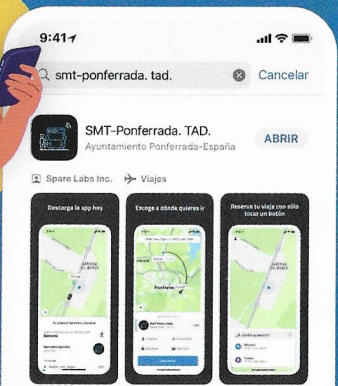 9:41
smt-ponferrada. tad.
Cancelar
SMT-Ponferrada. TAD.
Ayuntamiento Ponferrada-España
ABRIR
Spare Labs Inc.
Viajes
Descarga la app hoy
Escoge a dónde quieres ir
Reserva tu viaje con sólo
tocar un botón